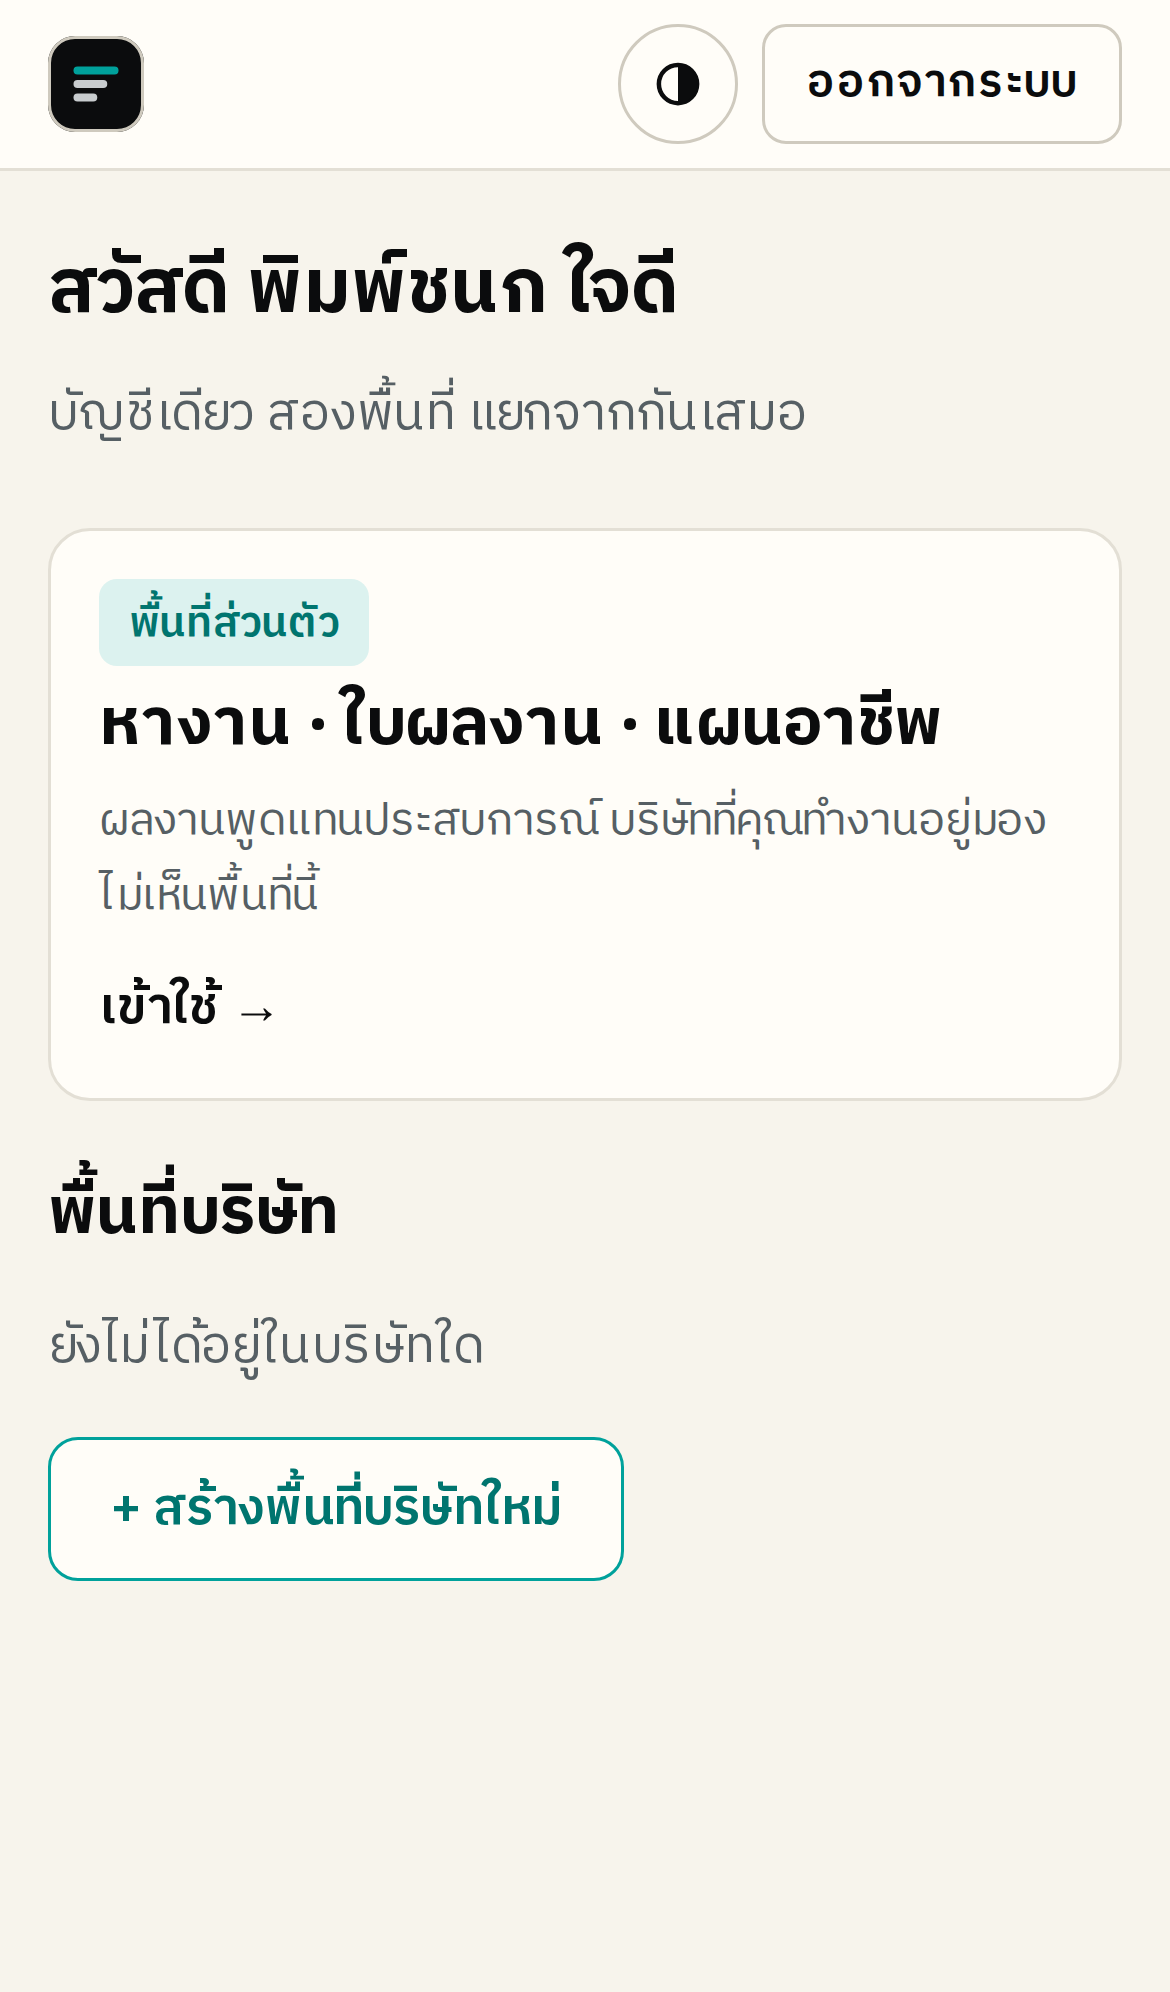 ออกจากระบบ
สวัสดี พิมพ์ชนก ใจดี
บัญชีเดียว สองพื้นที่ แยกจากกันเสมอ
พื้นที่ส่วนตัว
หางาน · ใบผลงาน · แผนอาชีพ
ผลงานพูดแทนประสบการณ์ บริษัทที่คุณทำงานอยู่มอง
ไม่เห็นพื้นที่นี้
เข้าใช้ →
พื้นที่บริษัท
ยังไม่ได้อยู่ในบริษัทใด
+ สร้างพื้นที่บริษัทใหม่